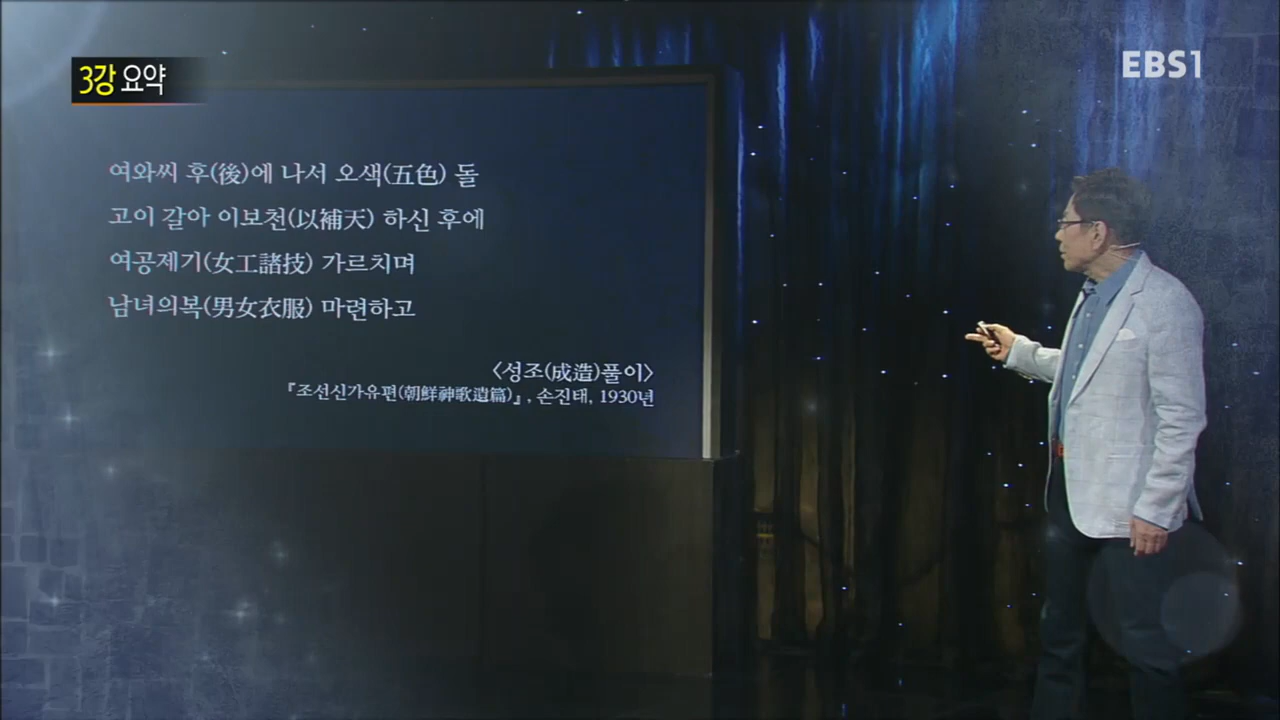 3강 요약
EBS1
여와씨 후(後)에 나서 오색(五色) 돌
고이 갈아 이보천(以補天) 하신 후에
여공제기(女工諸技) 가르치며
남녀의복(男女衣服) 마련하고
〈성조(成造)풀이〉
『조선신가유편(朝鮮神歌遺篇)』, 손진태, 1930년